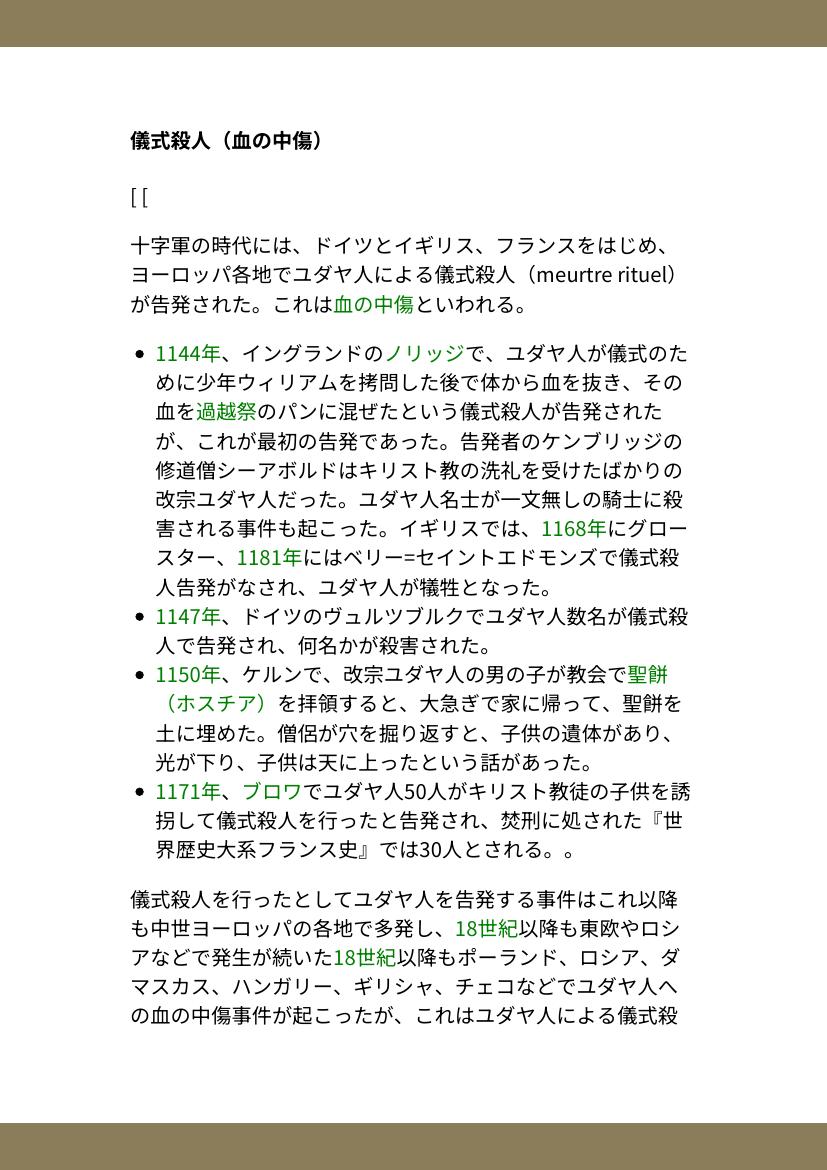 儀式殺人（血の中傷）
[ [
十字軍の時代には、ドイツとイギリス、フランスをはじめ、
ヨーロッパ各地でユダヤ人による儀式殺人（meurtre rituel）
が告発された。これは血の中傷といわれる。
• 1144年、イングランドのノリッジで、ユダヤ人が儀式のた
めに少年ウィリアムを拷問した後で体から血を抜き、その
血を過越祭のパンに混ぜたという儀式殺人が告発された
が、これが最初の告発であった。告発者のケンブリッジの
修道僧シーアボルドはキリスト教の洗礼を受けたばかりの
改宗ユダヤ人だった。ユダヤ人名士が一文無しの騎士に殺
害される事件も起こった。イギリスでは、1168年にグロー
スター、1181年にはベリー=セイントエドモンズで儀式殺
人告発がなされ、ユダヤ人が犠牲となった。
• 1147年、ドイツのヴュルツブルクでユダヤ人数名が儀式殺
人で告発され、何名かが殺害された。
• 1150年、ケルンで、改宗ユダヤ人の男の子が教会で聖餅
（ホスチア）を拝領すると、大急ぎで家に帰って、聖餅を
土に埋めた。僧侶が穴を掘り返すと、子供の遺体があり、
光が下り、子供は天に上ったという話があった。
• 1171年、ブロワでユダヤ人50人がキリスト教徒の子供を誘
拐して儀式殺人を行ったと告発され、焚刑に処された『世
界歴史大系フランス史』では30人とされる。。
儀式殺人を行ったとしてユダヤ人を告発する事件はこれ以降
も中世ヨーロッパの各地で多発し、18世紀以降も東欧やロシ
アなどで発生が続いた18世紀以降もポーランド、ロシア、ダ
マスカス、ハンガリー、ギリシャ、チェコなどでユダヤ人へ
の血の中傷事件が起こったが、これはユダヤ人による儀式殺